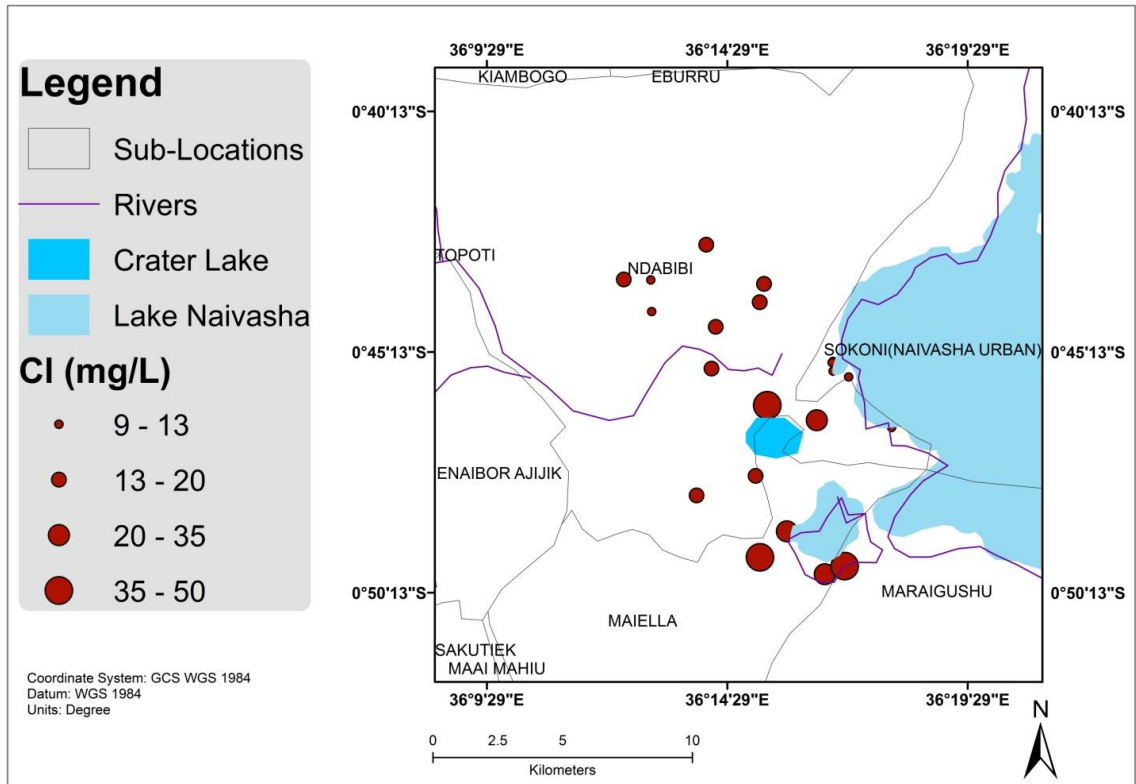 Legend
Sub-Locations
Rivers
Crater Lake
Lake Naivasha
Cl (mg/L)
9 - 13
13 - 20
20 - 35
35 - 50
Coordinate System: GCS WGS 1984
Datum: WGS 1984
Units: Degree
36°9'29"E
36°14'29"E
36°19'29"E
KIAMBOGO
EBURRU
0°40'13"S
0°40'13"S
TOPOTI
NDABIBI
0°45'13"S
SOKONI(NAIVASHA URBAN)
0°45'13"S
ENAIBOR AJIJIK
0°50'13"S
MARAIGUSHU
0°50'13"S
MAIELLA
SAKUTIEK
MAAI MAHIU
36°9'29"E
36°14'29"E
36°19'29"E
0 2.5 5 10
Kilometers
N